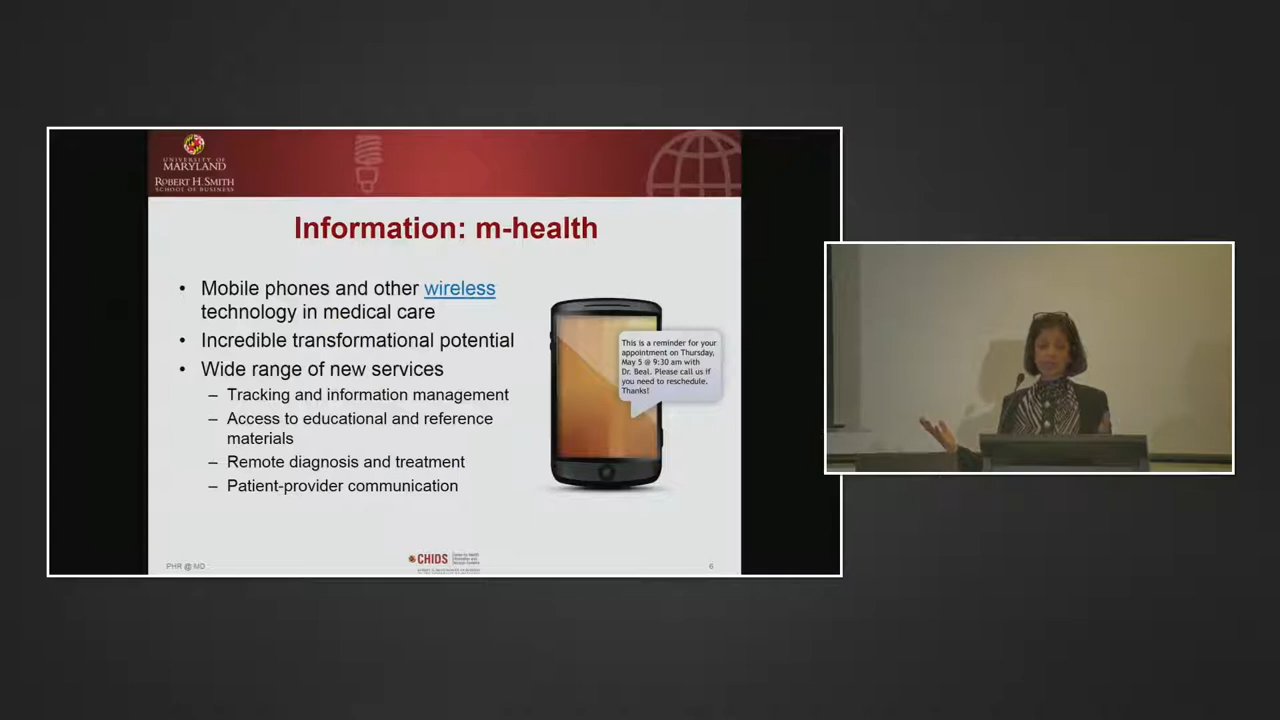 UNIVERSITY OF
MARYLAND
ROBERT H. SMITH
SCHOOL OF BUSINESS
Information: m-health
• Mobile phones and other wireless
technology in medical care
• Incredible transformational potential
• Wide range of new services
– Tracking and information management
– Access to educational and reference
materials
– Remote diagnosis and treatment
– Patient-provider communication
This is a reminder for your
appointment on Thursday,
May 5 @ 9:30 am with
Dr. Beal. Please call us if
you need to reschedule.
Thanks!
PHR @ MD
CHIDS
6